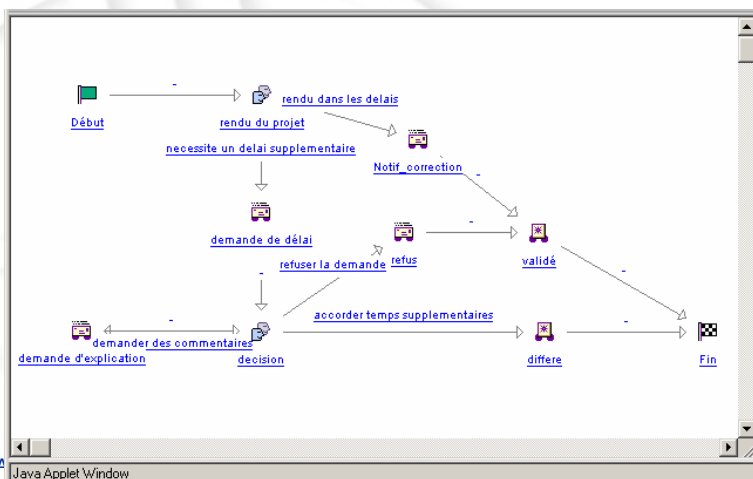 -
rendu dans les delais
Début
rendu du projet
necessite un delai supplementaire
Notif_correction
-
-
demande de délai
refuser la demande
refus
validé
-
-
accorder temps supplementaires
-
-
demander des commentaires
demande d'explication
decision
differe
Fin
Java Applet Window